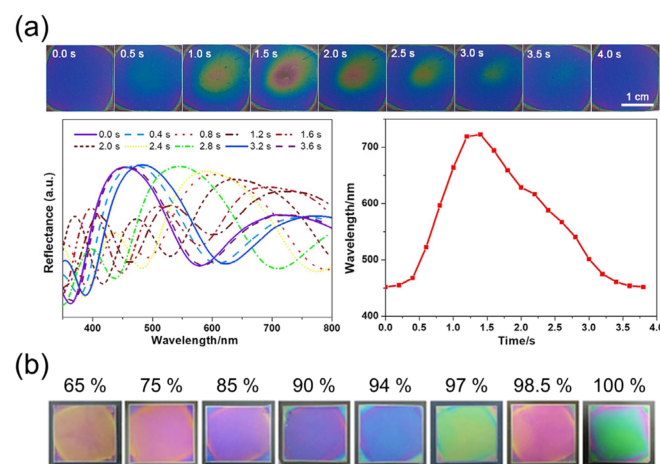 (a)
0.0 s 0.5 s 1.0 s 1.5 s 2.0 s 2.5 s 3.0 s 3.5 s 4.0 s
1 cm
0.0 s 0.4 s 0.8 s 1.2 s 1.6 s
2.0 s 2.4 s 2.8 s 3.2 s 3.6 s
Reflectance (a.u.)
400 500 600 700 800
Wavelength/nm
Wavelength/nm
700
600
500
400
0.0 0.5 1.0 1.5 2.0 2.5 3.0 3.5 4.0
Time/s
(b)
65 % 75 % 85 % 90 % 94 % 97 % 98.5 % 100 %